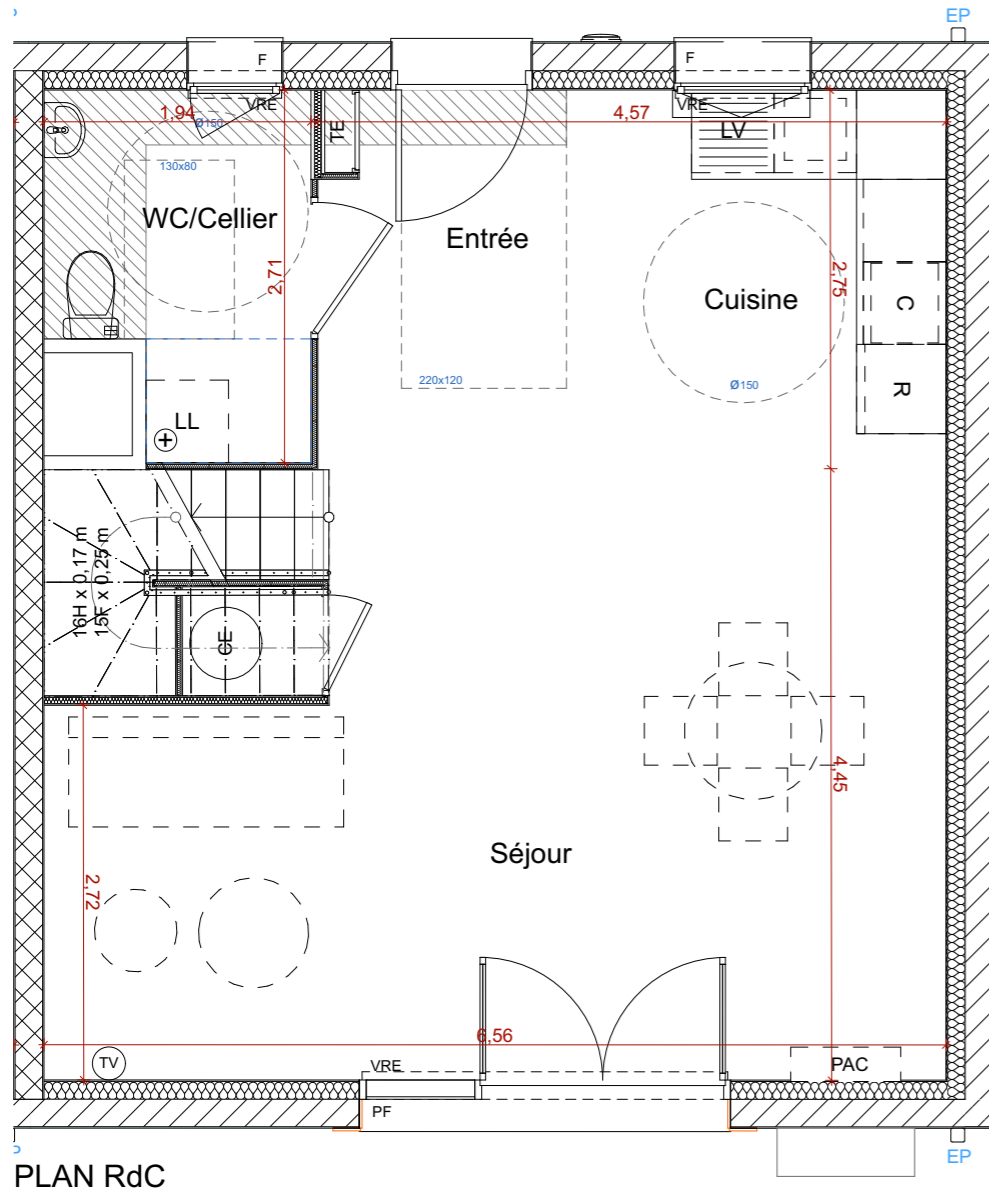 EP
F
F
VRE
VRE
1,94
4,57
Ø150
TE
LV
130x80
WC/Cellier
Entrée
2,71
2,75
Cuisine
C
220x120
Ø150
R
LL
16H x 0,17 m
15F x 0,25 m
CE
4,45
Séjour
2,72
6,56
TV
VRE
PAC
PF
EP
PLAN RdC